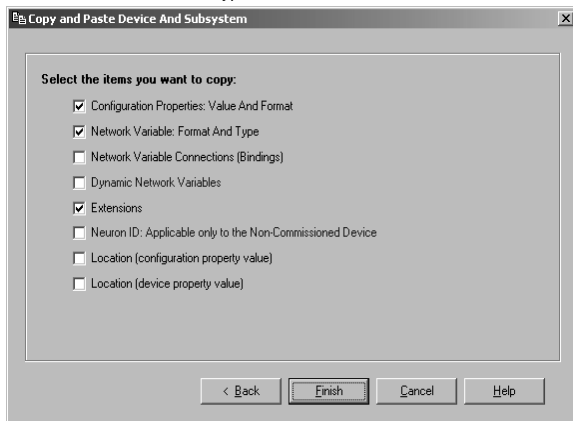 Copy and Paste Device And Subsystem
Select the items you want to copy:
Configuration Properties: Value And Format
Network Variable: Format And Type
Network Variable Connections (Bindings)
Dynamic Network Variables
Extensions
Neuron ID: Applicable only to the Non-Commissioned Device
Location (configuration property value)
Location (device property value)
< Back Finish Cancel Help